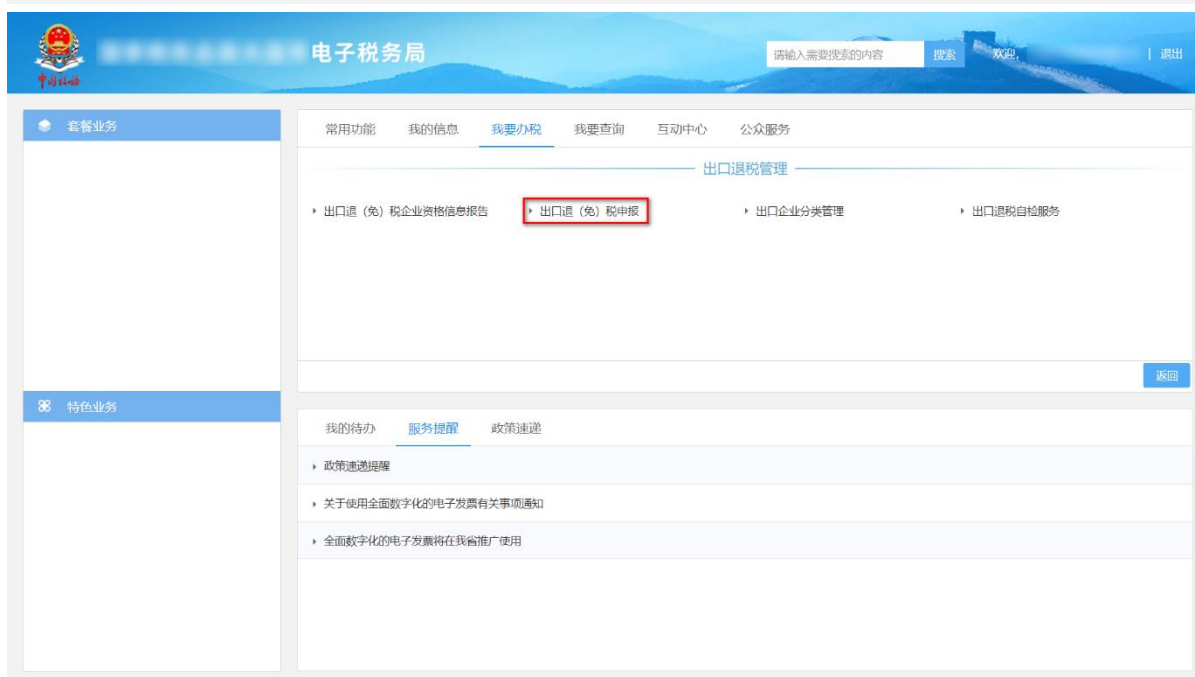 电子税务局
请输入需要搜索的内容 搜索 欢迎, | 退出
中国税务
套餐业务
常用功能 我的信息 我要办税 我要查询 互动中心 公众服务
出口退税管理
出口退（免）税企业资格信息报告 出口退（免）税申报 出口企业分类管理 出口退税自检服务
返回
特色业务
我的待办 服务提醒 政策速递
政策速递提醒
关于使用全面数字化的电子发票有关事项通知
全面数字化的电子发票将在我省推广使用